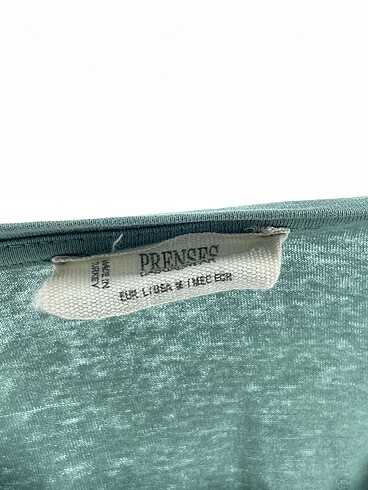 PRENSES
EUR L / USA M / MEC EGR
MADE IN
TURKEY